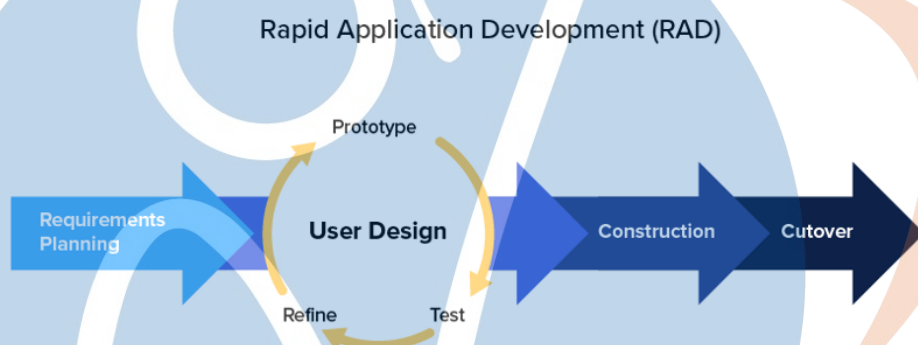 Rapid Application Development (RAD)
Prototype
Requirements
Planning
User Design
Construction
Cutover
Refine
Test